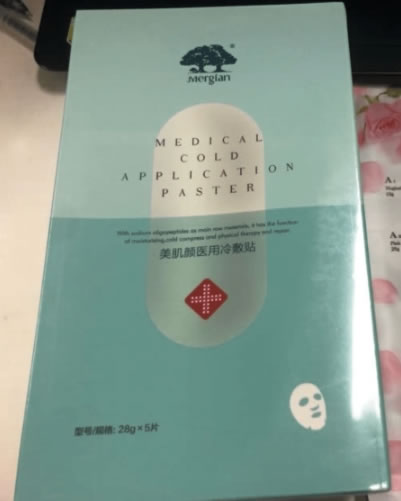 Mergian
MEDICAL
COLD
APPLICATION
PASTER
With sodium oligopeptides as main raw materials, it has the function
of moisturizing,cold compress and physical therapy and repair.
美肌颜医用冷敷贴
型号/规格: 28g×5片